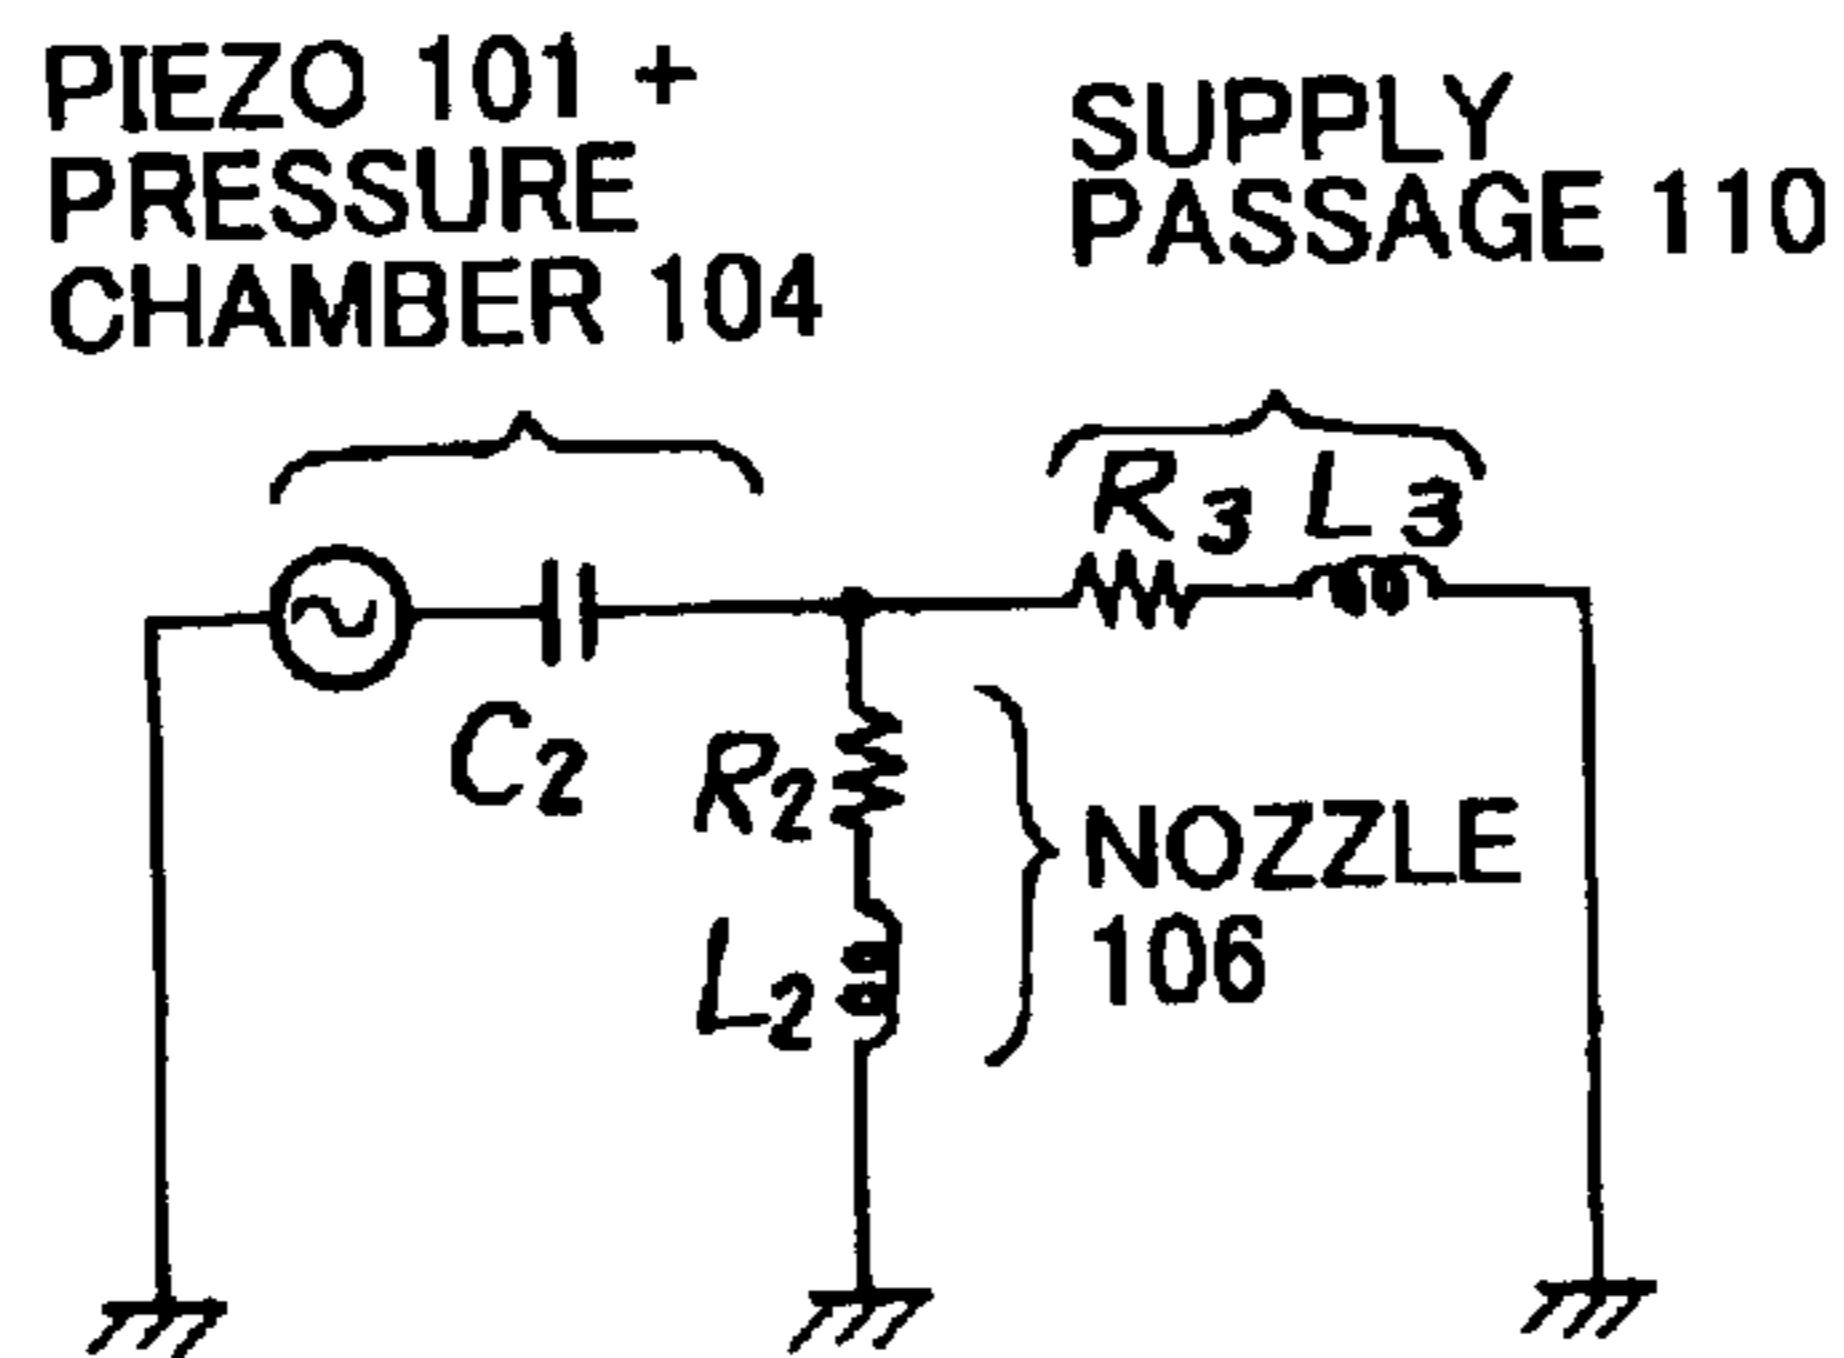 PIEZO 101 +
PRESSURE
CHAMBER 104
SUPPLY
PASSAGE 110
R3 L3
C2
R2
L2
NOZZLE
106